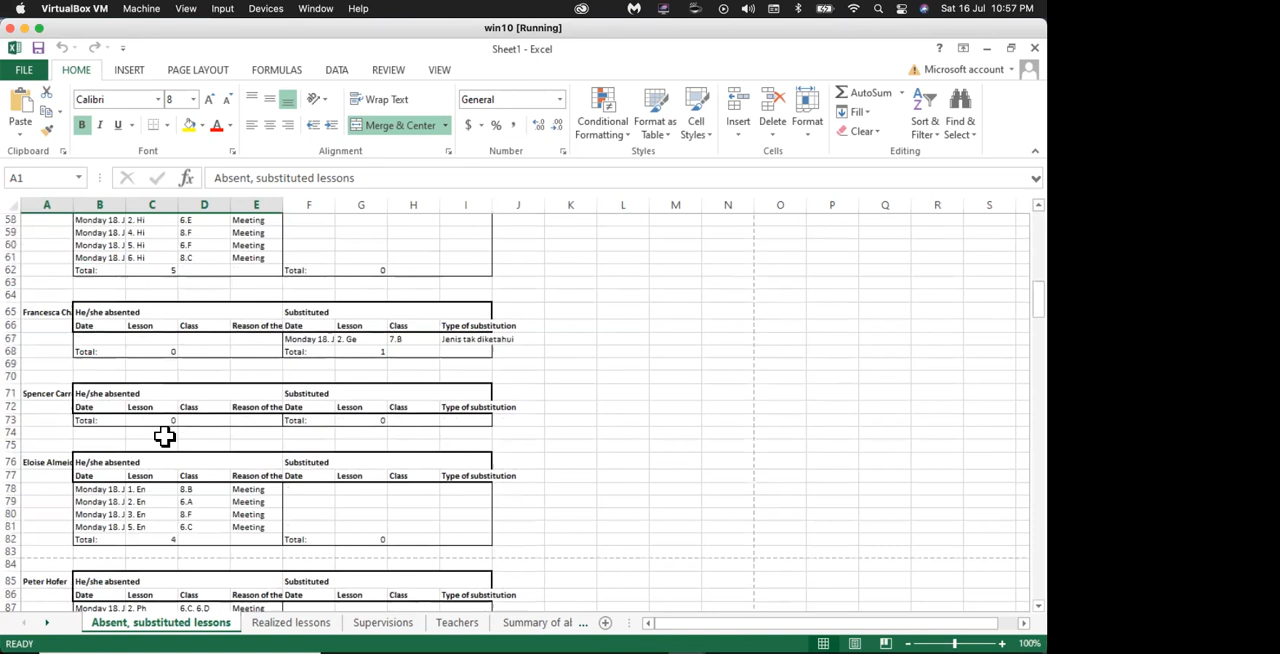 VirtualBox VM Machine View Input Devices Window Help Sat 16 Jul 10:57 PM
win10 [Running]
Sheet1 - Excel
FILE HOME INSERT PAGE LAYOUT FORMULAS DATA REVIEW VIEW Microsoft account
Calibri 8 Wrap Text General AutoSum
Paste Conditional Format as Cell Insert Delete Format Fill Sort & Find &
B I U Merge & Center $ % Formatting Table Styles Clear Filter Select
Clipboard Font Alignment Number Styles Cells Editing
A1 fx Absent, substituted lessons
A B C D E F G H I J K L M N O P Q R S
58 Monday 18. J 2. Hi 6.E Meeting
59 Monday 18. J 4. Hi 8.F Meeting
60 Monday 18. J 5. Hi 6.F Meeting
61 Monday 18. J 6. Hi 8.C Meeting
62 Total: 5 Total: 0
63
64
65 Francesca Ch He/she absented Substituted
66 Date Lesson Class Reason of the Date Lesson Class Type of substitution
67 Monday 18. J 2. Ge 7.B Jenis tak diketahui
68 Total: 0 Total: 1
69
70
71 Spencer Carr He/she absented Substituted
72 Date Lesson Class Reason of the Date Lesson Class Type of substitution
73 Total: 0 Total: 0
74
75
76 Eloise Almeid He/she absented Substituted
77 Date Lesson Class Reason of the Date Lesson Class Type of substitution
78 Monday 18. J 1. En 8.B Meeting
79 Monday 18. J 2. En 6.A Meeting
80 Monday 18. J 3. En 8.F Meeting
81 Monday 18. J 5. En 6.C Meeting
82 Total: 4 Total: 0
83
84
85 Peter Hofer He/she absented Substituted
86 Date Lesson Class Reason of the Date Lesson Class Type of substitution
87 Monday 18. J 2. Ph 6.C, 6.D Meeting
Absent, substituted lessons Realized lessons Supervisions Teachers Summary of al ...
READY 100%